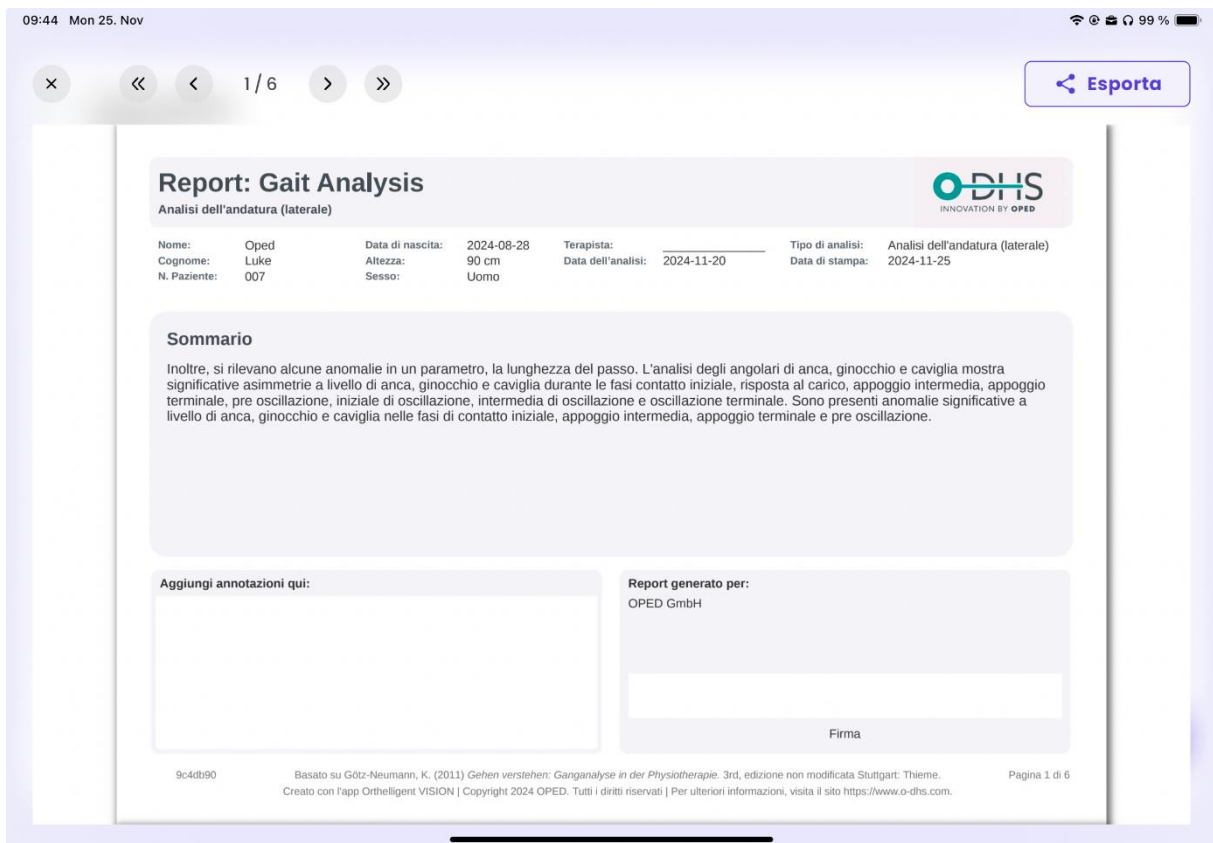 09:44 Mon 25. Nov
99 %
1 / 6
Esporta
Report: Gait Analysis
Analisi dell'andatura (laterale)
O-DHS
INNOVATION BY OPED
Nome: Oped Data di nascita: 2024-08-28 Terapista: Tipo di analisi: Analisi dell'andatura (laterale)
Cognome: Luke Altezza: 90 cm Data dell'analisi: 2024-11-20 Data di stampa: 2024-11-25
N. Paziente: 007 Sesso: Uomo
Sommario
Inoltre, si rilevano alcune anomalie in un parametro, la lunghezza del passo. L'analisi degli angolari di anca, ginocchio e caviglia mostra
significative asimmetrie a livello di anca, ginocchio e caviglia durante le fasi contatto iniziale, risposta al carico, appoggio intermedia, appoggio
terminale, pre oscillazione, iniziale di oscillazione, intermedia di oscillazione e oscillazione terminale. Sono presenti anomalie significative a
livello di anca, ginocchio e caviglia nelle fasi di contatto iniziale, appoggio intermedia, appoggio terminale e pre oscillazione.
Aggiungi annotazioni qui:
Report generato per:
OPED GmbH
Firma
9c4db90 Basato su Götz-Neumann, K. (2011) Gehen verstehen: Ganganalyse in der Physiotherapie. 3rd, edizione non modificata Stuttgart: Thieme. Pagina 1 di 6
Creato con l'app Orthelligent VISION | Copyright 2024 OPED. Tutti i diritti riservati | Per ulteriori informazioni, visita il sito https://www.o-dhs.com.